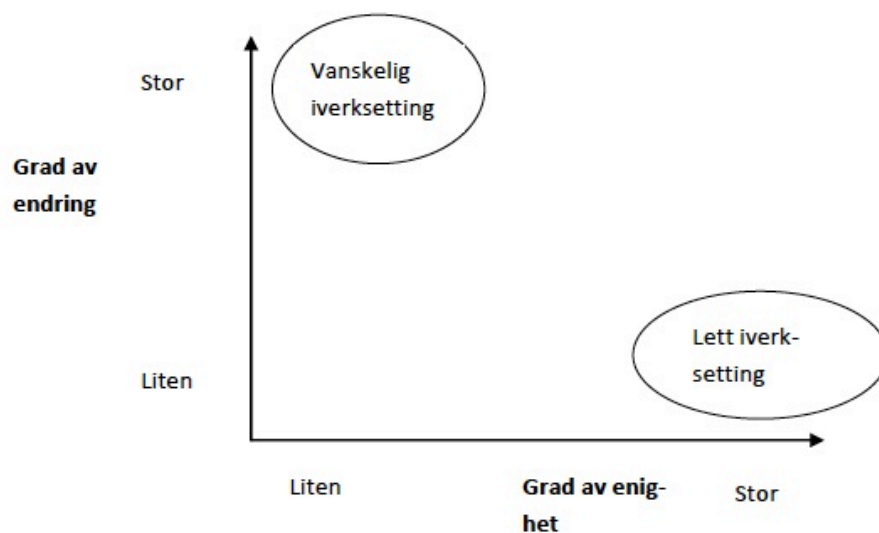 Stor
Vanskelig
iverksetting
Grad av
endring
Liten
Lett iverk-
setting
Liten
Grad av enig-
het
Stor